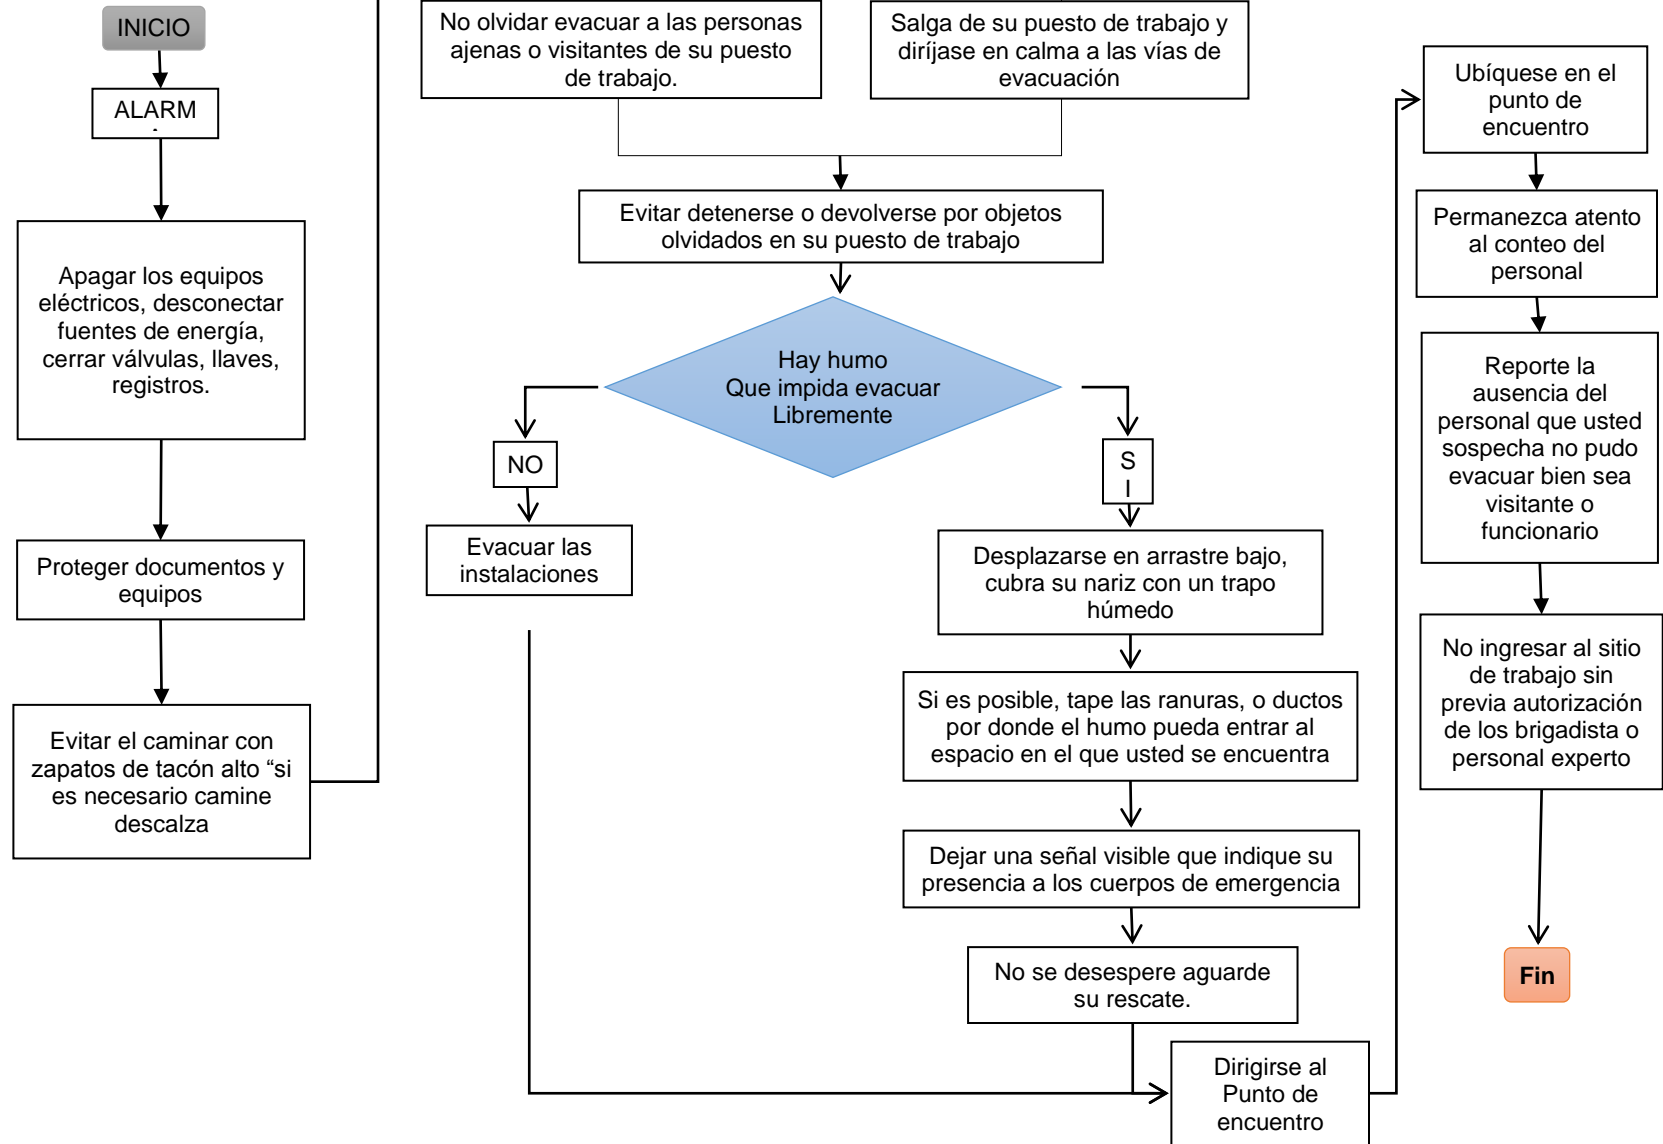 INICIO
ALARM
Apagar los equipos
eléctricos, desconectar
fuentes de energía,
cerrar válvulas, llaves,
registros.
Proteger documentos y
equipos
Evitar el caminar con
zapatos de tacón alto “si
es necesario camine
descalza
No olvidar evacuar a las personas
ajenas o visitantes de su puesto
de trabajo.
Salga de su puesto de trabajo y
diríjase en calma a las vías de
evacuación
Evitar detenerse o devolverse por objetos
olvidados en su puesto de trabajo
Hay humo
Que impida evacuar
Libremente
NO
Evacuar las
instalaciones
S
I
Desplazarse en arrastre bajo,
cubra su nariz con un trapo
húmedo
Si es posible, tape las ranuras, o ductos
por donde el humo pueda entrar al
espacio en el que usted se encuentra
Dejar una señal visible que indique su
presencia a los cuerpos de emergencia
No se desespere aguarde
su rescate.
Dirigirse al
Punto de
encuentro
Ubíquese en el
punto de
encuentro
Permanezca atento
al conteo del
personal
Reporte la
ausencia del
personal que usted
sospecha no pudo
evacuar bien sea
visitante o
funcionario
No ingresar al sitio
de trabajo sin
previa autorización
de los brigadista o
personal experto
Fin